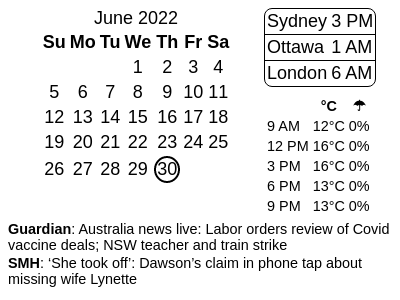 June 2022
Su Mo Tu We Th Fr Sa
1 2 3 4
5 6 7 8 9 10 11
12 13 14 15 16 17 18
19 20 21 22 23 24 25
26 27 28 29 30
Sydney 3 PM
Ottawa 1 AM
London 6 AM
°C ☂
9 AM 12°C 0%
12 PM 16°C 0%
3 PM 16°C 0%
6 PM 13°C 0%
9 PM 13°C 0%
Guardian: Australia news live: Labor orders review of Covid
vaccine deals; NSW teacher and train strike
SMH: ‘She took off’: Dawson’s claim in phone tap about
missing wife Lynette